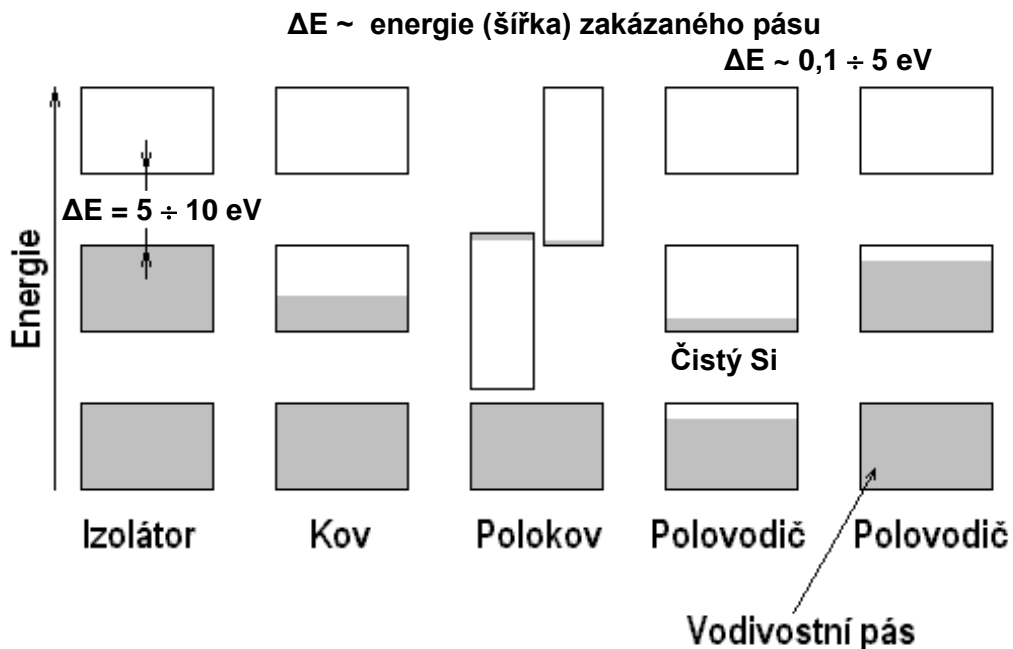 ΔE ~ energie (šířka) zakázaného pásu
ΔE ~ 0,1 ÷ 5 eV
ΔE = 5 ÷ 10 eV
Energie
Čistý Si
Izolátor Kov Polokov Polovodič Polovodič
Vodivostní pás